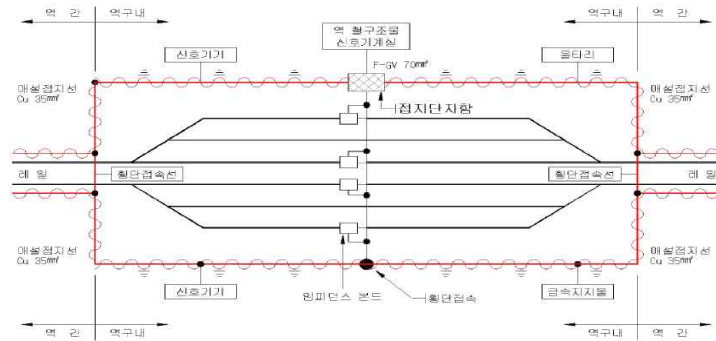 역 간 역구내
역구내 역 간
역 철구조물
신호기계실
F-GV 70㎟
신호기기
울타리
매설접지선
Cu 35㎟
매설접지선
Cu 35㎟
접지단자함
레 일
횡단접속선
횡단접속선
레 일
매설접지선
Cu 35㎟
매설접지선
Cu 35㎟
신호기기
임피던스 본드
횡단접속
금속지지물
역 간 역구내
역구내 역 간